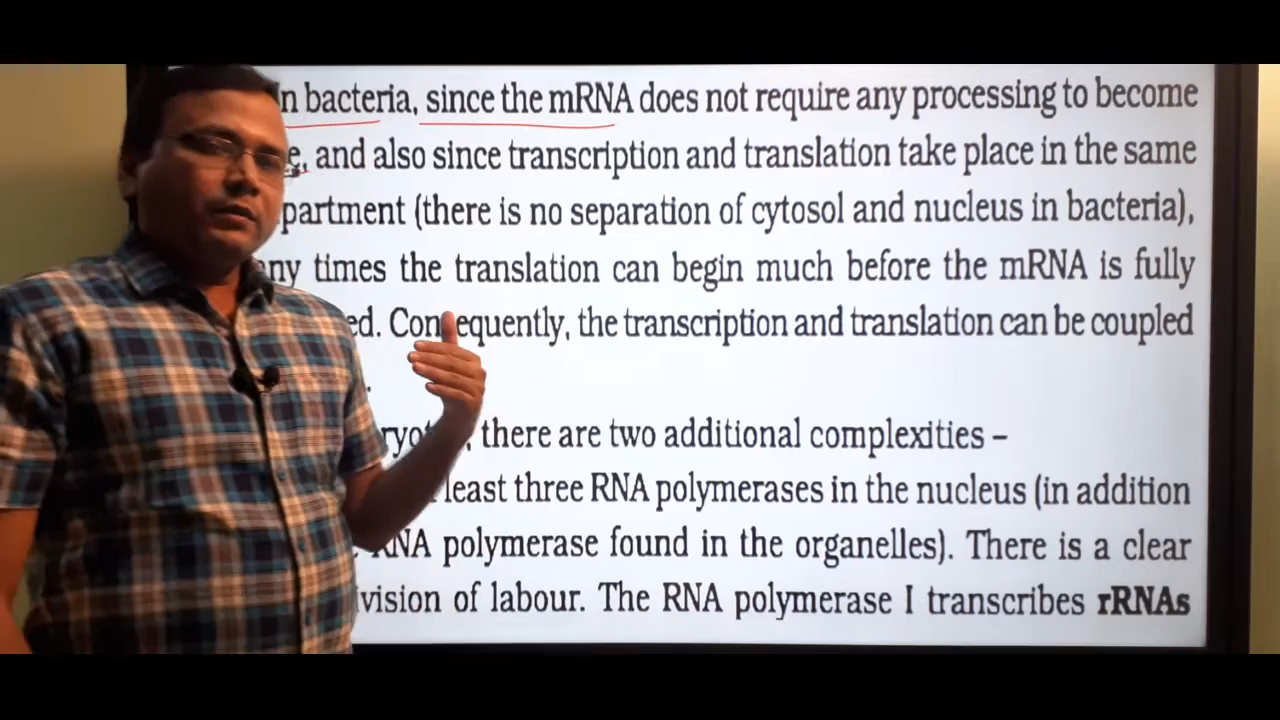 n bacteria, since the mRNA does not require any processing to become
e, and also since transcription and translation take place in the same
partment (there is no separation of cytosol and nucleus in bacteria),
ny times the translation can begin much before the mRNA is fully
ed. Consequently, the transcription and translation can be coupled
there are two additional complexities –
least three RNA polymerases in the nucleus (in addition
RNA polymerase found in the organelles). There is a clear
vision of labour. The RNA polymerase I transcribes rRNAs